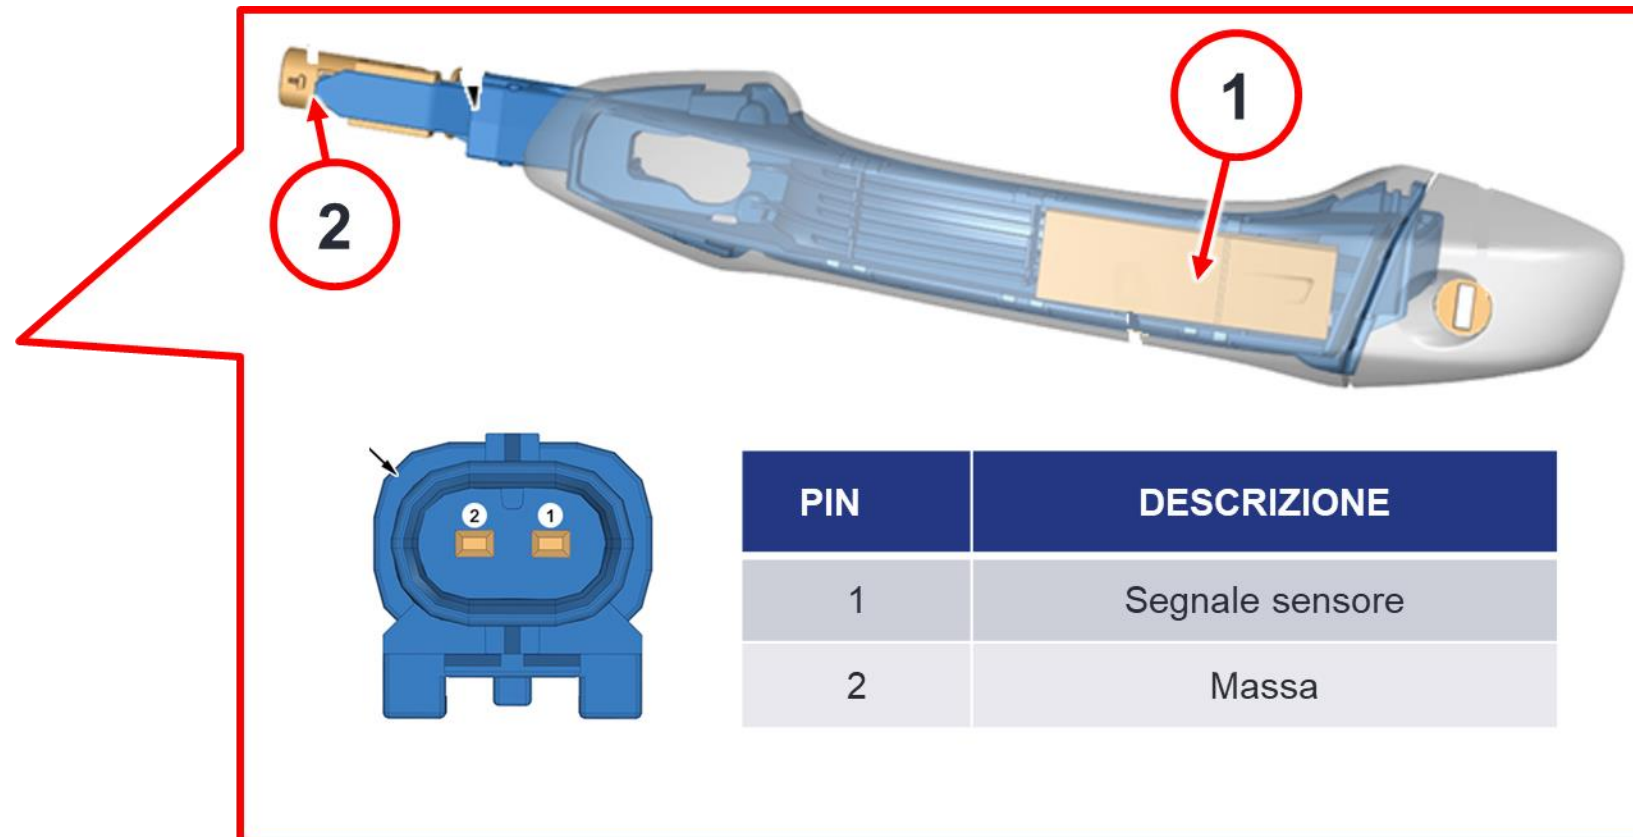 1
2
2 1
PIN DESCRIZIONE
1 Segnale sensore
2 Massa